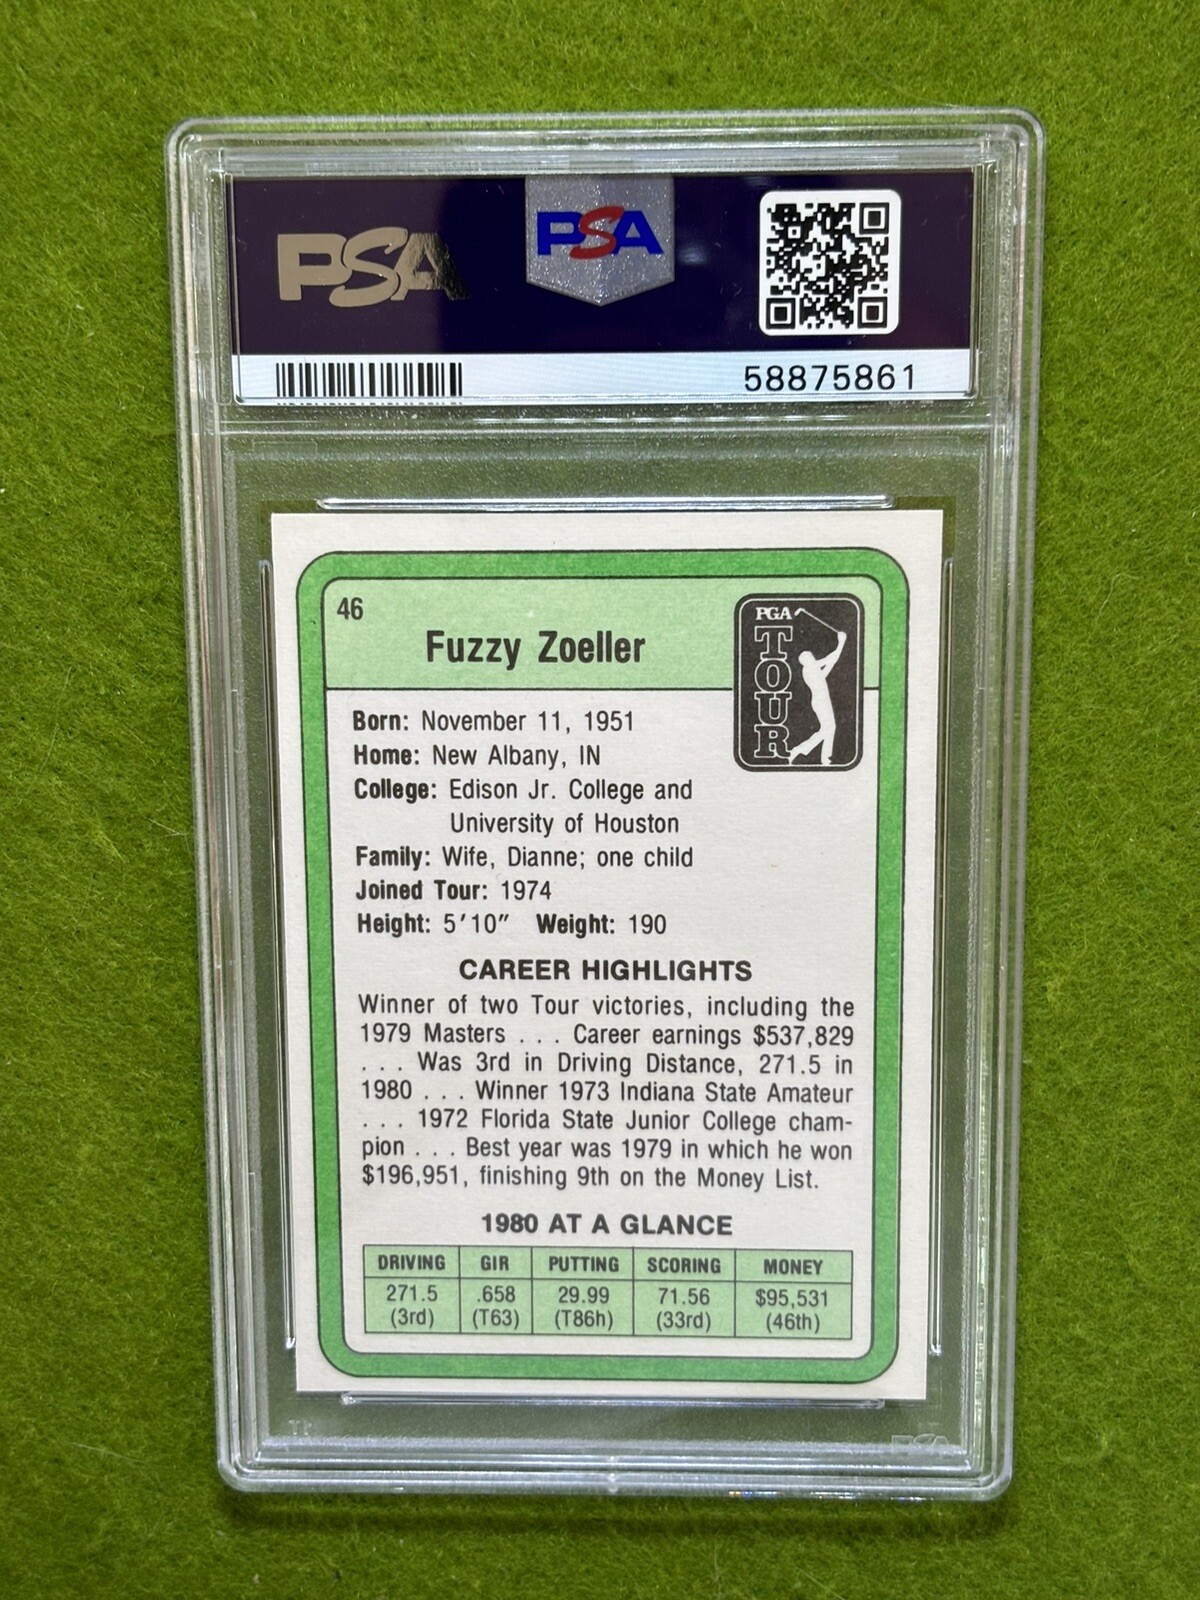 PSA
PSA
58875861
46
Fuzzy Zoeller
PGA
TOUR
Born: November 11, 1951
Home: New Albany, IN
College: Edison Jr. College and
University of Houston
Family: Wife, Dianne; one child
Joined Tour: 1974
Height: 5'10" Weight: 190
CAREER HIGHLIGHTS
Winner of two Tour victories, including the
1979 Masters . . . Career earnings $537,829
. . . Was 3rd in Driving Distance, 271.5 in
1980 . . . Winner 1973 Indiana State Amateur
. . . 1972 Florida State Junior College cham-
pion . . . Best year was 1979 in which he won
$196,951, finishing 9th on the Money List.
1980 AT A GLANCE
DRIVING GIR PUTTING SCORING MONEY
271.5 .658 29.99 71.56 $95,531
(3rd) (T63) (T86h) (33rd) (46th)
PSA